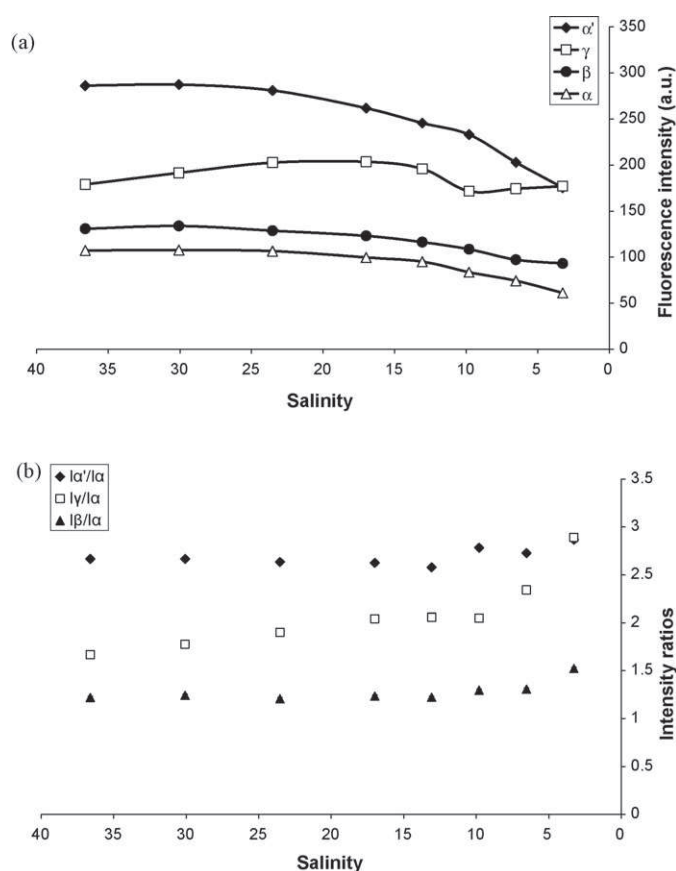 (a)
α'
γ
β
α
350
300
250
200
150
100
50
0
Fluorescence intensity (a.u.)
40 35 30 25 20 15 10 5 0
Salinity
(b)
Iα'/Iα
Iγ/Iα
Iβ/Iα
3.5
3
2.5
2
1.5
1
0.5
0
Intensity ratios
40 35 30 25 20 15 10 5 0
Salinity